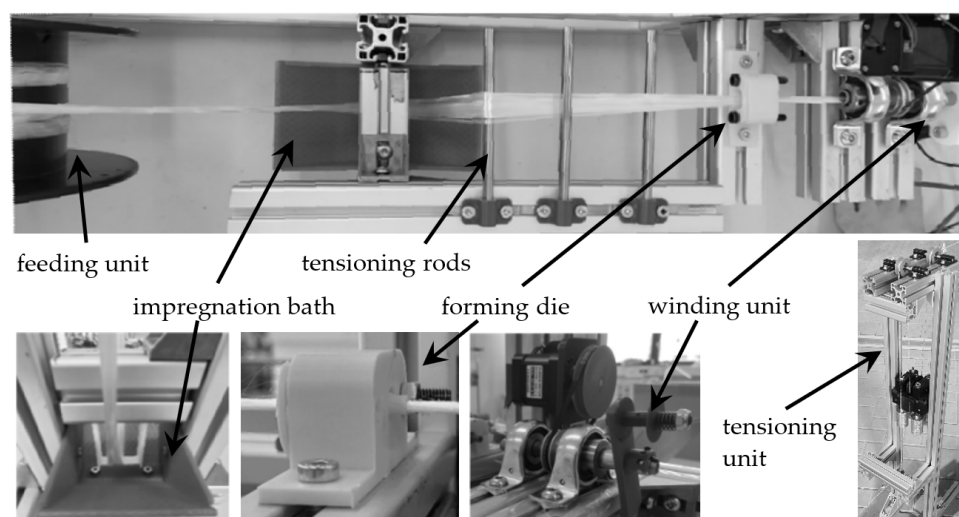 feeding unit
tensioning rods
impregnation bath
forming die
winding unit
tensioning
unit